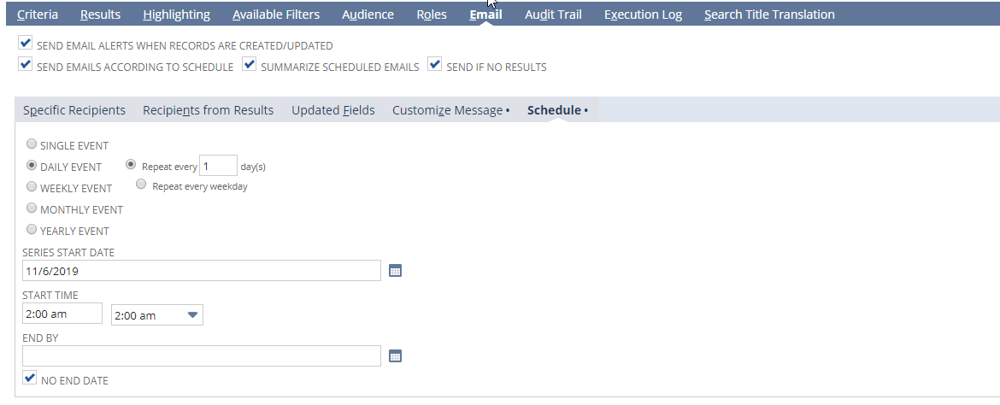 Criteria Results Highlighting Available Filters Audience Roles Email Audit Trail Execution Log Search Title Translation
SEND EMAIL ALERTS WHEN RECORDS ARE CREATED/UPDATED
SEND EMAILS ACCORDING TO SCHEDULE SUMMARIZE SCHEDULED EMAILS SEND IF NO RESULTS
Specific Recipients Recipients from Results Updated Fields Customize Message • Schedule •
SINGLE EVENT
DAILY EVENT Repeat every 1 day(s)
WEEKLY EVENT Repeat every weekday
MONTHLY EVENT
YEARLY EVENT
SERIES START DATE
11/6/2019
START TIME
2:00 am 2:00 am
END BY
NO END DATE